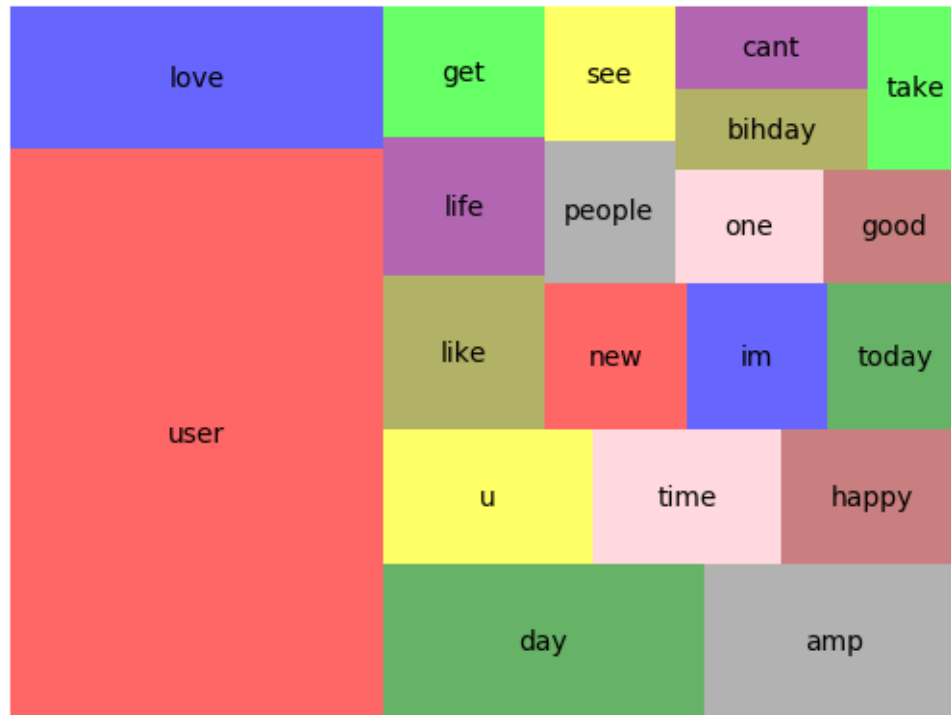 love
user
get
life
like
see
people
cant
bihday
take
one
good
new
im
today
u
time
happy
day
amp